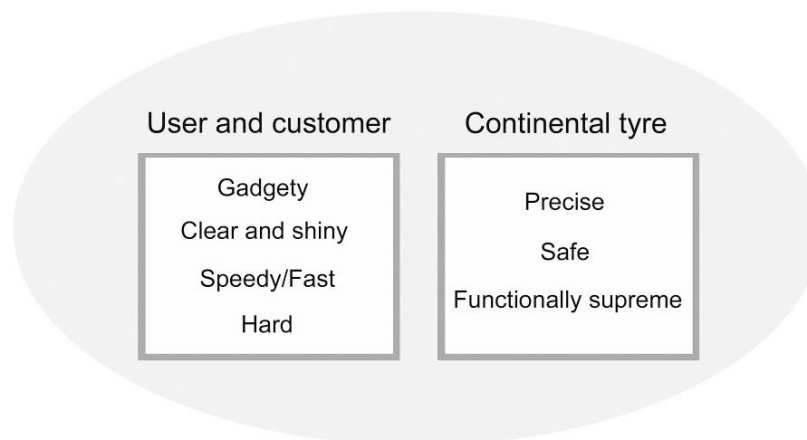 User and customer
Gadgety
Clear and shiny
Speedy/Fast
Hard
Continental tyre
Precise
Safe
Functionally supreme